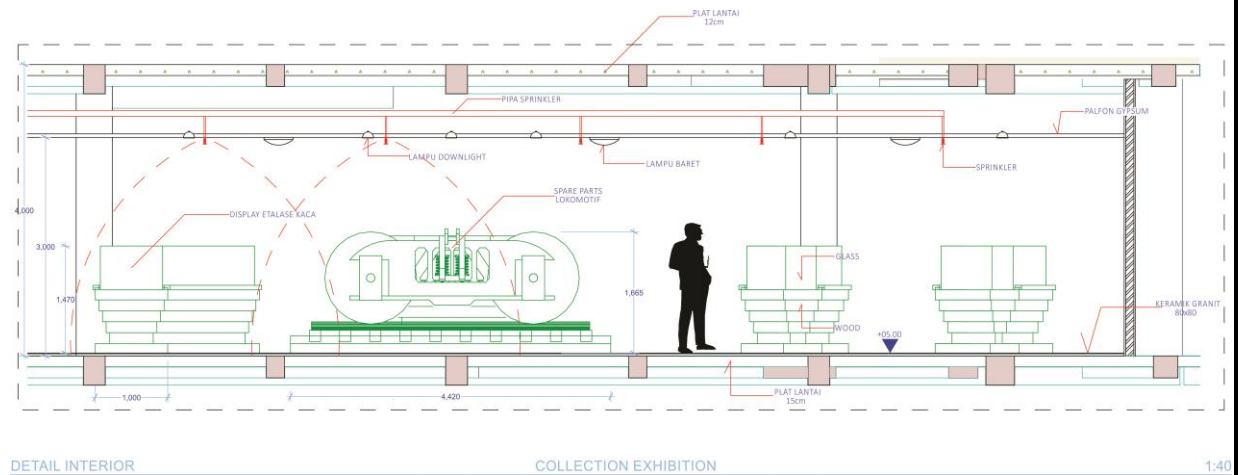 PLAT LANTAI
12cm
PIPA SPRINKLER
PALFON GYPSUM
LAMPU DOWNLIGHT
LAMPU BARET
SPRINKLER
SPARE PARTS
LOKOMOTIF
4,000
DISPLAY ETALASE KACA
3,000
GLASS
1,470
1,665
KERAMIK GRANIT
80x80
WOOD
+05.00
1,000
4,420
PLAT LANTAI
15cm
DETAIL INTERIOR
COLLECTION EXHIBITION
1:40